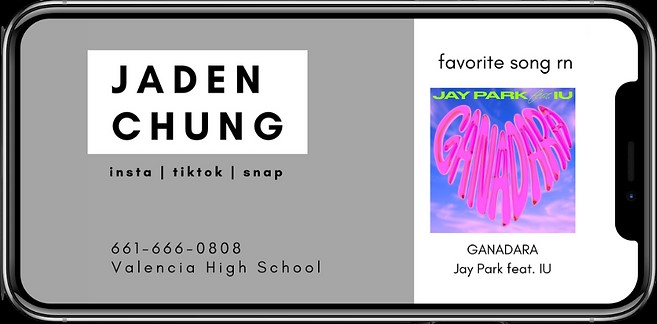 JADEN
CHUNG
insta | tiktok | snap
661-666-0808
Valencia High School
favorite song rn
JAY PARK feat IU
GANADARA
GANADARA
Jay Park feat. IU